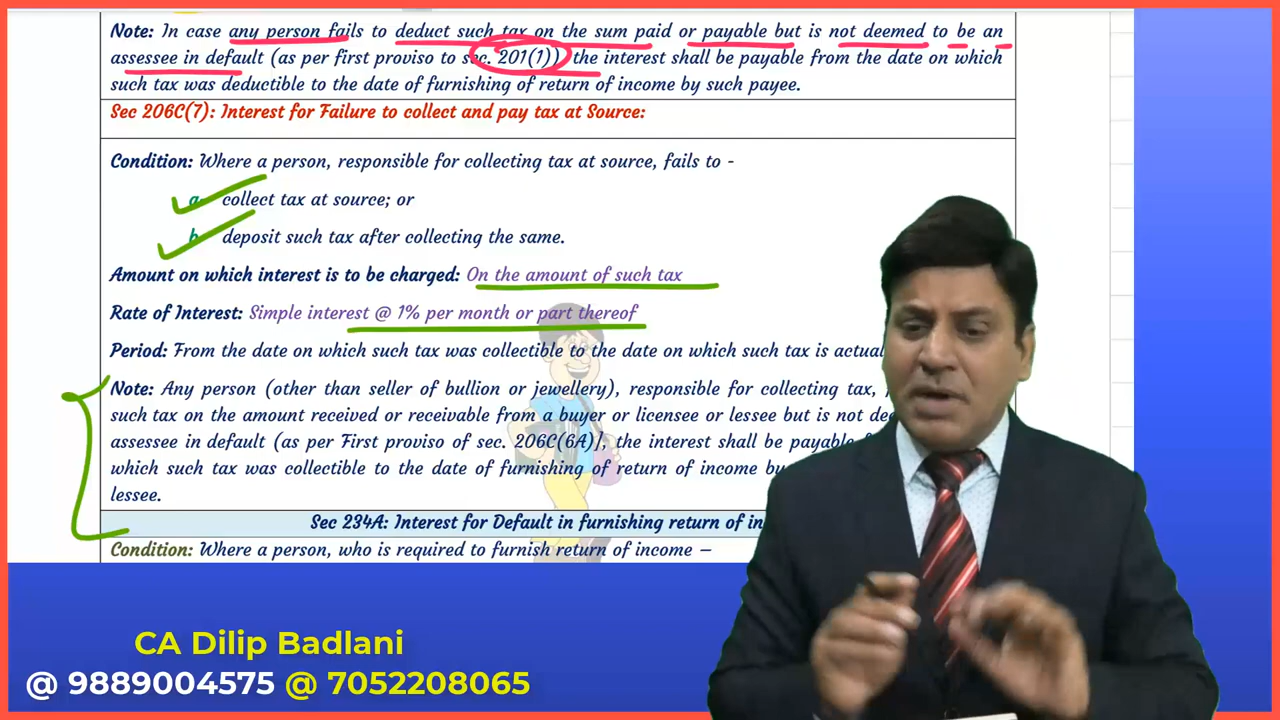 Note: In case any person fails to deduct such tax on the sum paid or payable but is not deemed to be an
assessee in default (as per first proviso to sec. 201(1)) the interest shall be payable from the date on which
such tax was deductible to the date of furnishing of return of income by such payee.
Sec 206C(7): Interest for Failure to collect and pay tax at Source:
Condition: Where a person, responsible for collecting tax at source, fails to -
a. collect tax at source; or
b. deposit such tax after collecting the same.
Amount on which interest is to be charged: On the amount of such tax
Rate of Interest: Simple interest @ 1% per month or part thereof
Period: From the date on which such tax was collectible to the date on which such tax is actual
Note: Any person (other than seller of bullion or jewellery), responsible for collecting tax,
such tax on the amount received or receivable from a buyer or licensee or lessee but is not
assessee in default (as per First proviso of sec. 206C(6A)], the interest shall be payable
which such tax was collectible to the date of furnishing of return of income by
lessee.
Sec 234A: Interest for Default in furnishing return of in
Condition: Where a person, who is required to furnish return of income –
CA Dilip Badlani
@ 9889004575 @ 7052208065